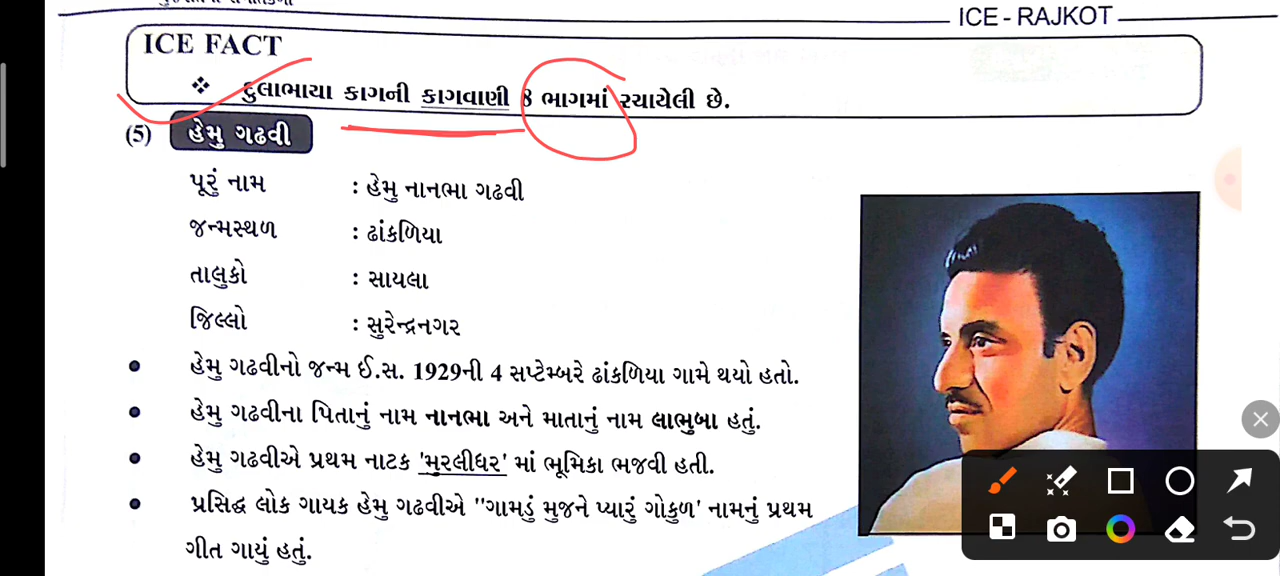 ICE - RAJKOT
ICE FACT
❖ દુલાભાયા કાગની કાગવાણી 8 ભાગમાં રચાયેલી છે.
(5) હેમુ ગઢવી
પૂરું નામ : હેમુ નાનભા ગઢવી
જન્મસ્થળ : ઢાંકળિયા
તાલુકો : સાયલા
જિલ્લો : સુરેન્દ્રનગર
• હેમુ ગઢવીનો જન્મ ઈ.સ. 1929ની 4 સપ્ટેમ્બરે ઢાંકળિયા ગામે થયો હતો.
• હેમુ ગઢવીના પિતાનું નામ નાનભા અને માતાનું નામ લાભુબા હતું.
• હેમુ ગઢવીએ પ્રથમ નાટક 'મુરલીધર' માં ભૂમિકા ભજવી હતી.
• પ્રસિદ્ધ લોક ગાયક હેમુ ગઢવીએ "ગામડું મુજને પ્યારું ગોકુળ' નામનું પ્રથમ
ગીત ગાયું હતું.